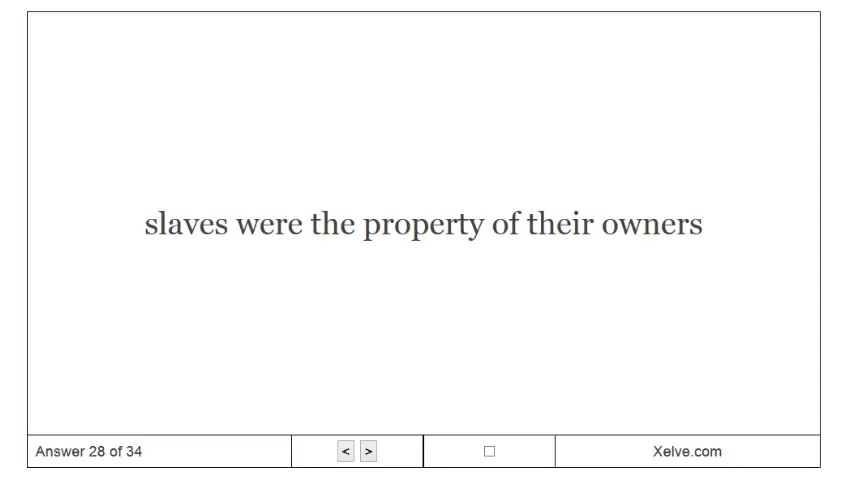 slaves were the property of their owners
Answer 28 of 34
< >
Xelve.com